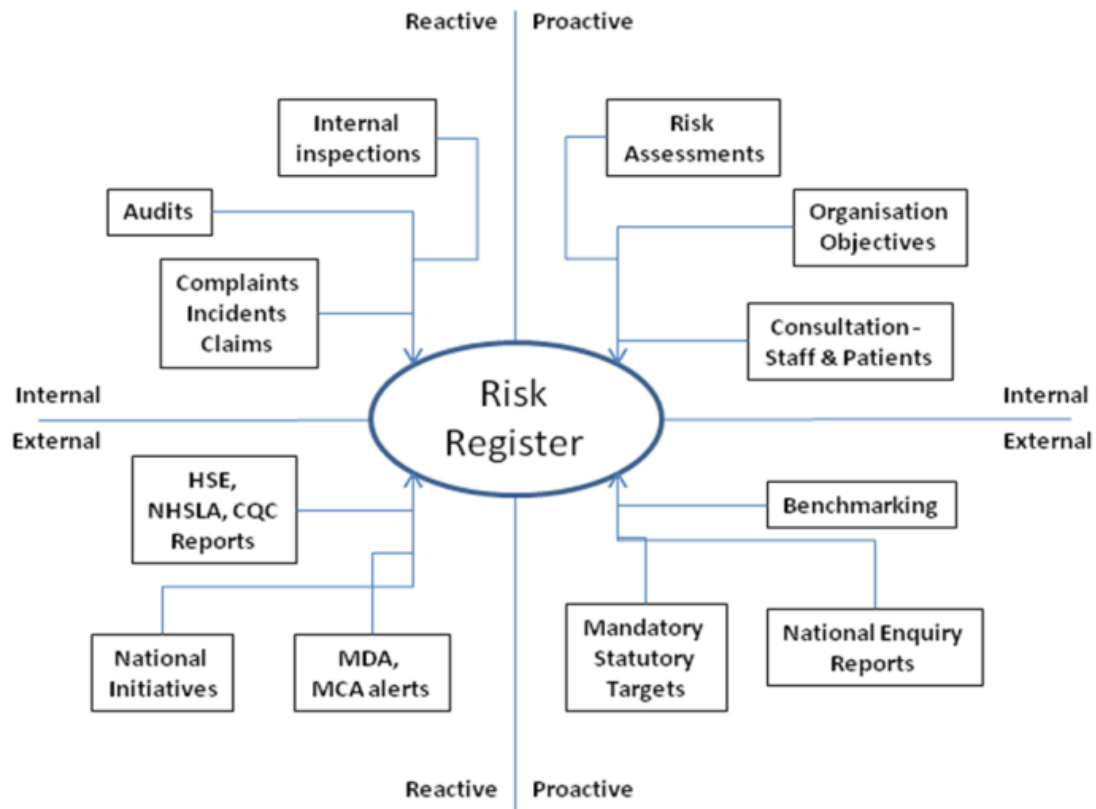 Reactive
Proactive
Internal
inspections
Risk
Assessments
Audits
Organisation
Objectives
Complaints
Incidents
Claims
Consultation -
Staff & Patients
Internal
External
Risk
Register
Internal
External
HSE,
NHSLA, CQC
Reports
Benchmarking
National
Initiatives
MDA,
MCA alerts
Mandatory
Statutory
Targets
National Enquiry
Reports
Reactive
Proactive